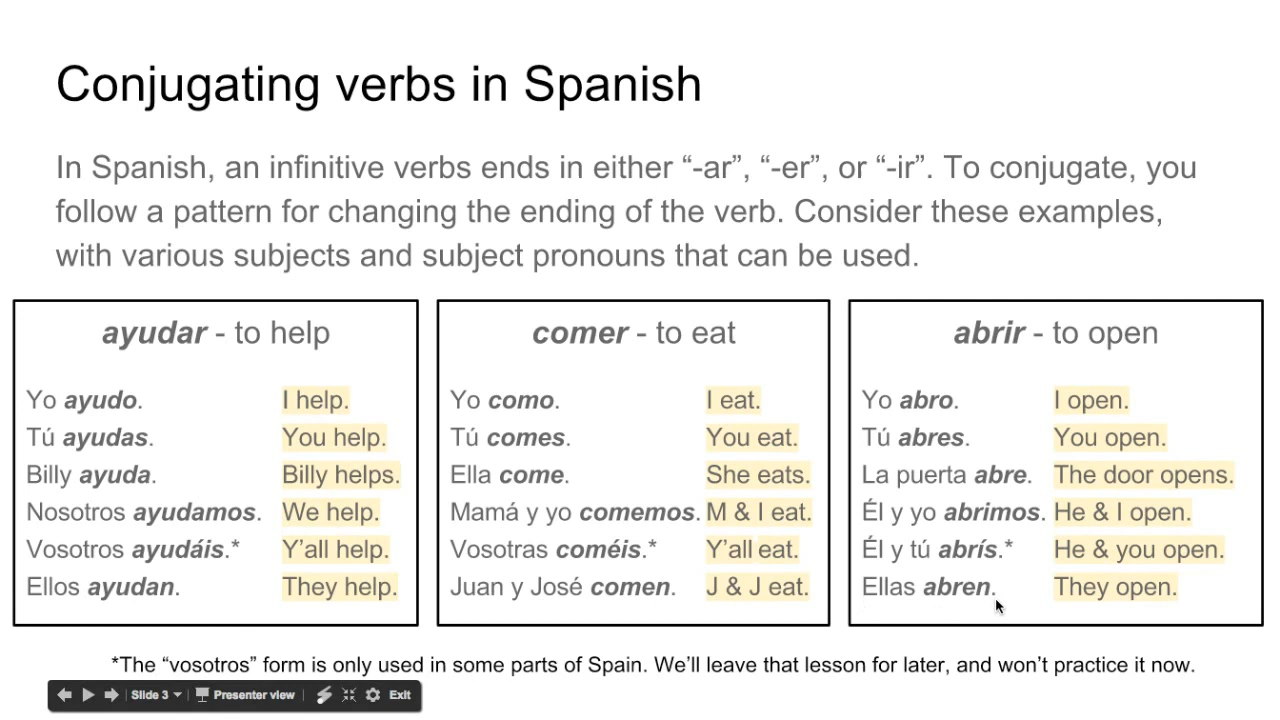 Conjugating verbs in Spanish
In Spanish, an infinitive verbs ends in either “-ar”, “-er”, or “-ir”. To conjugate, you
follow a pattern for changing the ending of the verb. Consider these examples,
with various subjects and subject pronouns that can be used.
ayudar - to help
Yo ayudo. I help.
Tú ayudas. You help.
Billy ayuda. Billy helps.
Nosotros ayudamos. We help.
Vosotros ayudáis.* Y’all help.
Ellos ayudan. They help.
comer - to eat
Yo como. I eat.
Tú comes. You eat.
Ella come. She eats.
Mamá y yo comemos. M & I eat.
Vosotras coméis.* Y’all eat.
Juan y José comen. J & J eat.
abrir - to open
Yo abro. I open.
Tú abres. You open.
La puerta abre. The door opens.
Él y yo abrimos. He & I open.
Él y tú abrís.* He & you open.
Ellas abren. They open.
*The “vosotros” form is only used in some parts of Spain. We’ll leave that lesson for later, and won’t practice it now.
Slide 3 Presenter view Exit